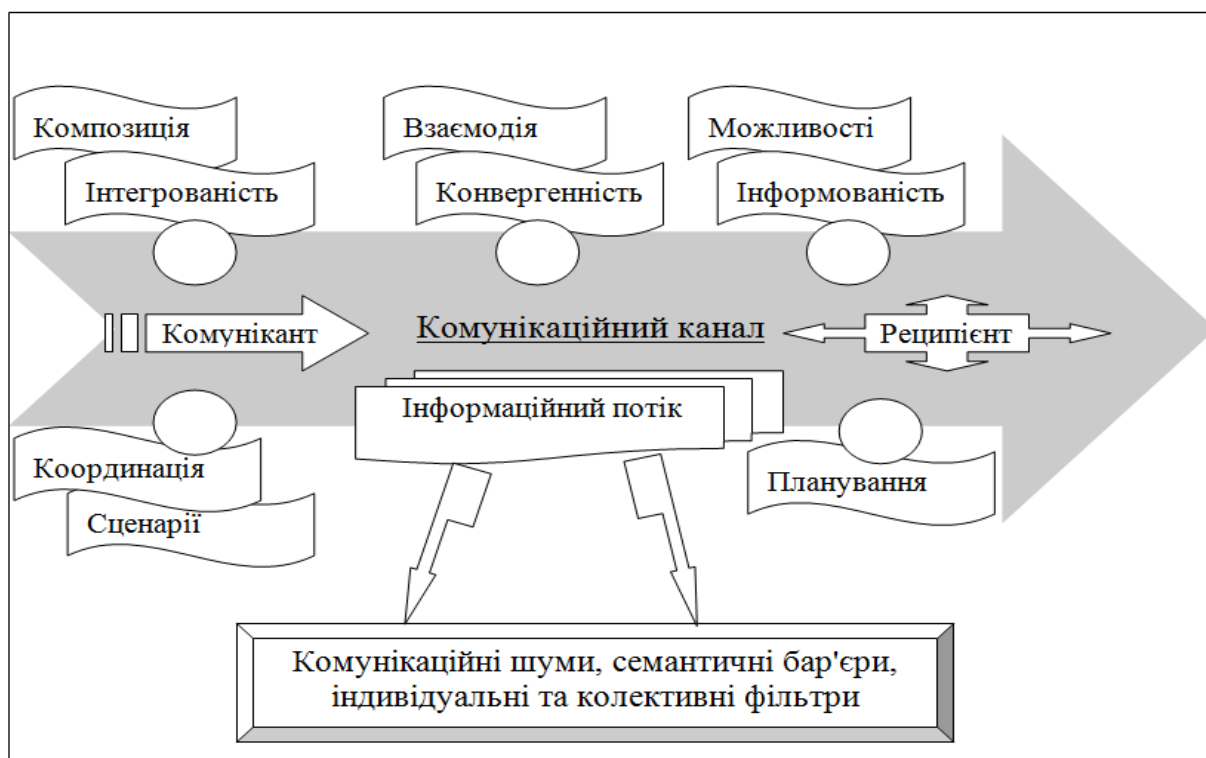 Композиція
Інтегрованість
Взаємодія
Конвергенність
Можливості
Інформованість
Комунікант
Комунікаційний канал
Реципієнт
Інформаційний потік
Координація
Сценарії
Планування
Комунікаційні шуми, семантичні бар'єри,
індивідуальні та колективні фільтри